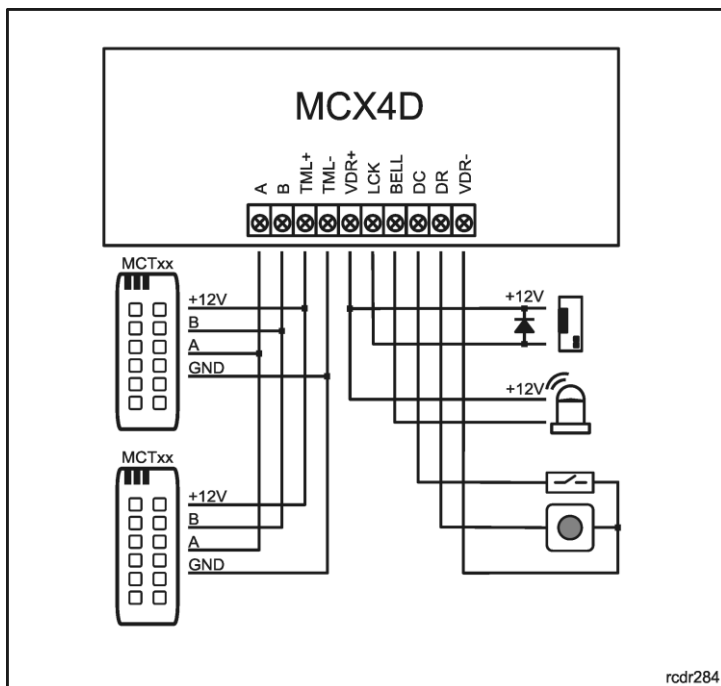 MCX4D
A
B
TML+
TML-
VDR+
LCK
BELL
DC
DR
VDR-
MCTxx
+12V
B
A
GND
+12V
+12V
MCTxx
+12V
B
A
GND
rcdr284